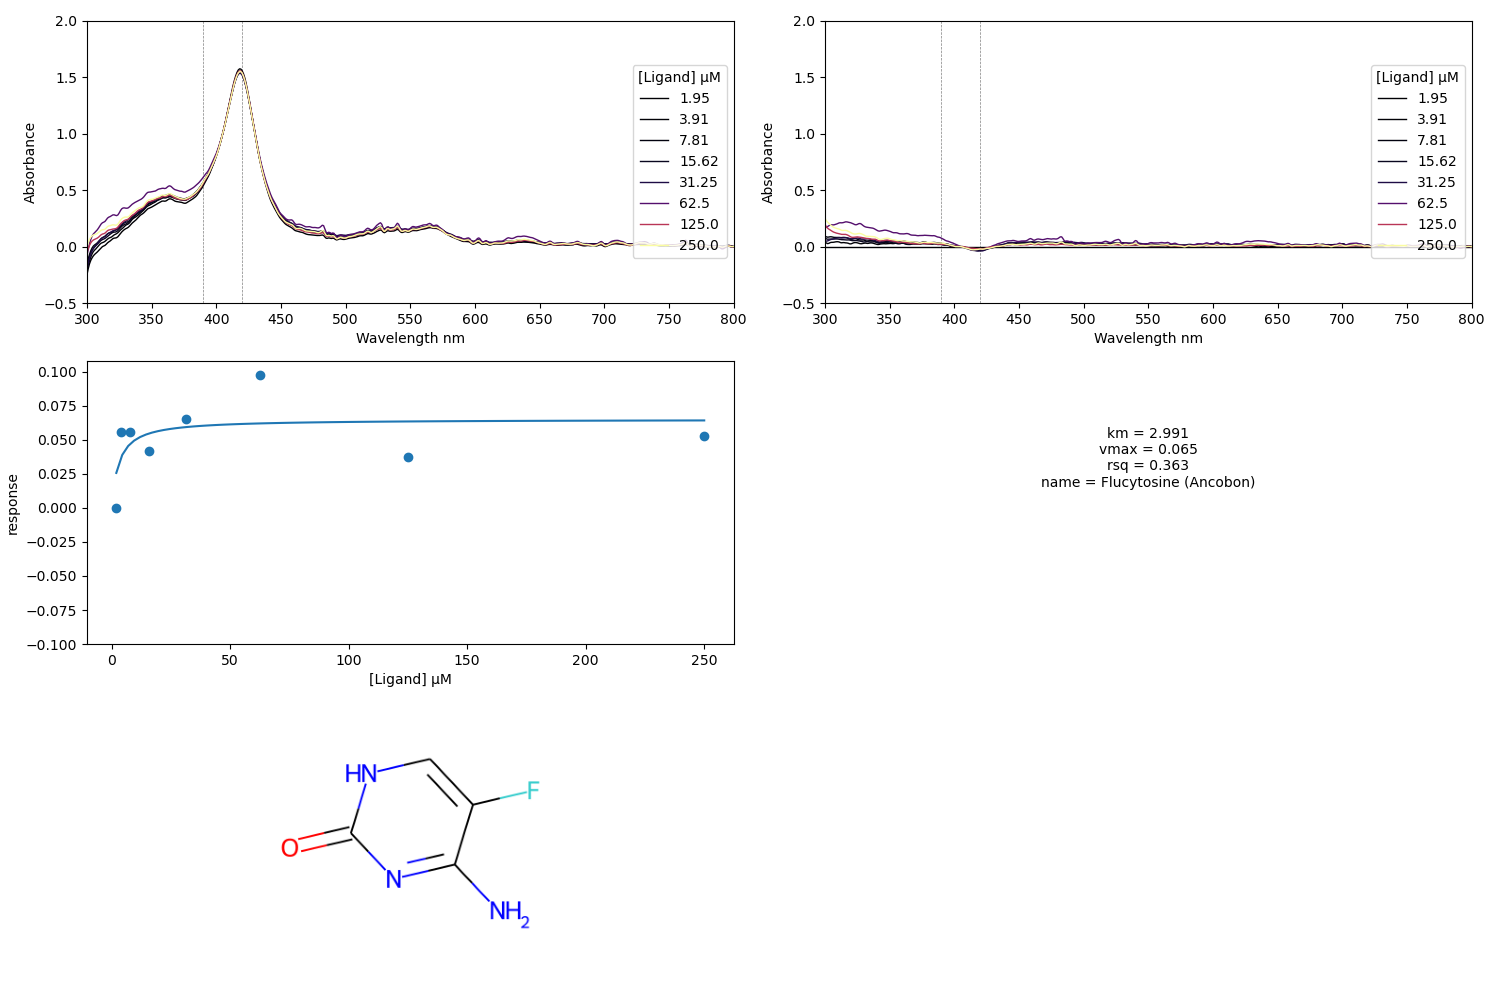 2.0
1.5
1.0
0.5
0.0
−0.5
Absorbance
300 350 400 450 500 550 600 650 700 750 800
Wavelength nm
[Ligand] µM
1.95
3.91
7.81
15.62
31.25
62.5
125.0
250.0
2.0
1.5
1.0
0.5
0.0
−0.5
Absorbance
300 350 400 450 500 550 600 650 700 750 800
Wavelength nm
[Ligand] µM
1.95
3.91
7.81
15.62
31.25
62.5
125.0
250.0
0.100
0.075
0.050
0.025
0.000
−0.025
−0.050
−0.075
−0.100
response
0 50 100 150 200 250
[Ligand] µM
km = 2.991
vmax = 0.065
rsq = 0.363
name = Flucytosine (Ancobon)
HN
F
O
N
NH2